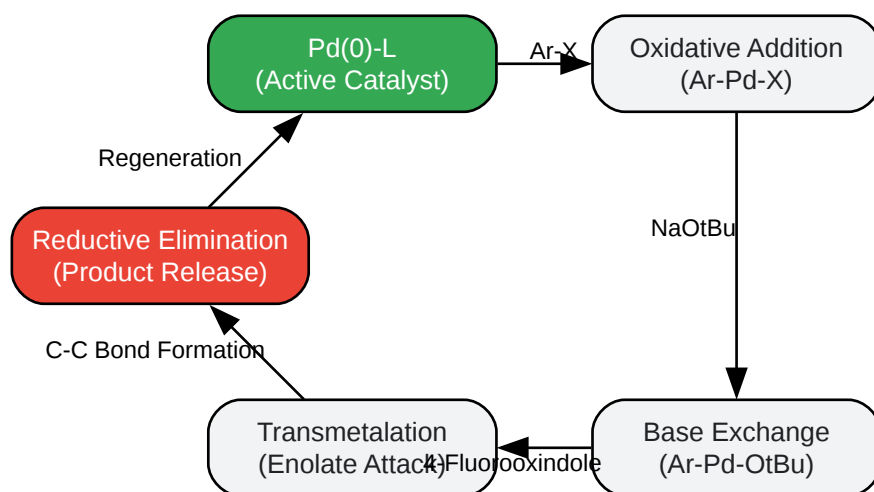 Pd(0)-L
(Active Catalyst)
Ar-X
Oxidative Addition
(Ar-Pd-X)
Regeneration
NaOtBu
Reductive Elimination
(Product Release)
C-C Bond Formation
Transmetalation
(Enolate Attack)
4-Fluorooxindole
Base Exchange
(Ar-Pd-OtBu)